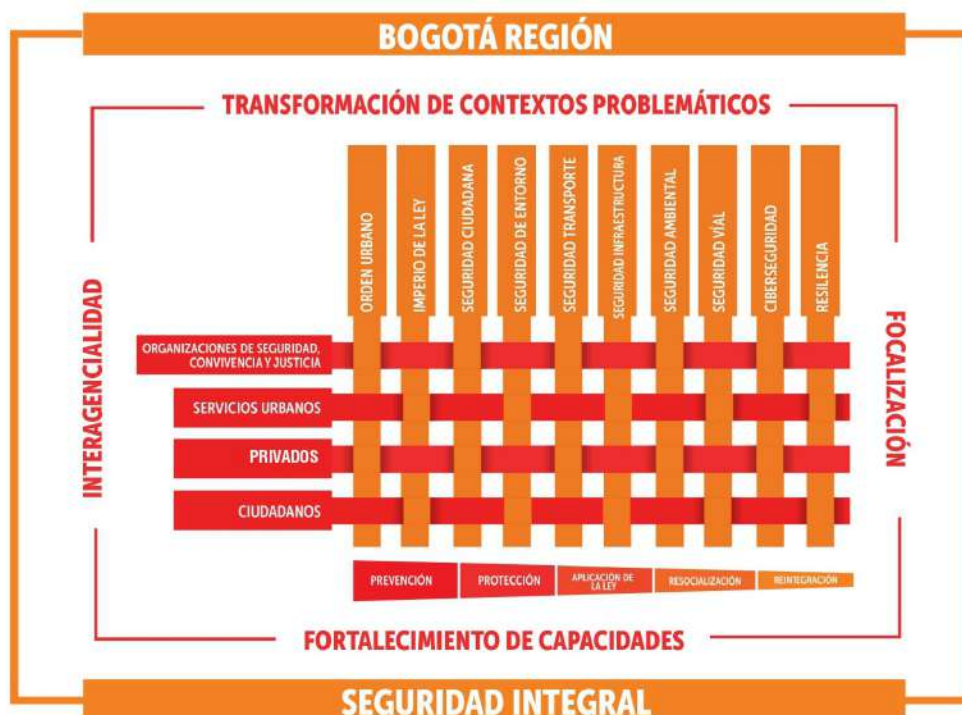 BOGOTÁ REGIÓN
TRANSFORMACIÓN DE CONTEXTOS PROBLEMÁTICOS
INTERAGENCIALIDAD
FOCALIZACIÓN
ORDEN URBANO
IMPERIO DE LA LEY
SEGURIDAD CIUDADANA
SEGURIDAD DE ENTORNO
SEGURIDAD TRANSPORTE
SEGURIDAD INFRAESTRUCTURA
SEGURIDAD AMBIENTAL
SEGURIDAD VÍAL
CIBERSEGURIDAD
RESILENCIA
ORGANIZACIONES DE SEGURIDAD,
CONVIVENCIA Y JUSTICIA
SERVICIOS URBANOS
PRIVADOS
CIUDADANOS
PREVENCIÓN
PROTECCIÓN
APLICACIÓN DE
LA LEY
RESOCIALIZACIÓN
REINTEGRACIÓN
FORTALECIMIENTO DE CAPACIDADES
SEGURIDAD INTEGRAL